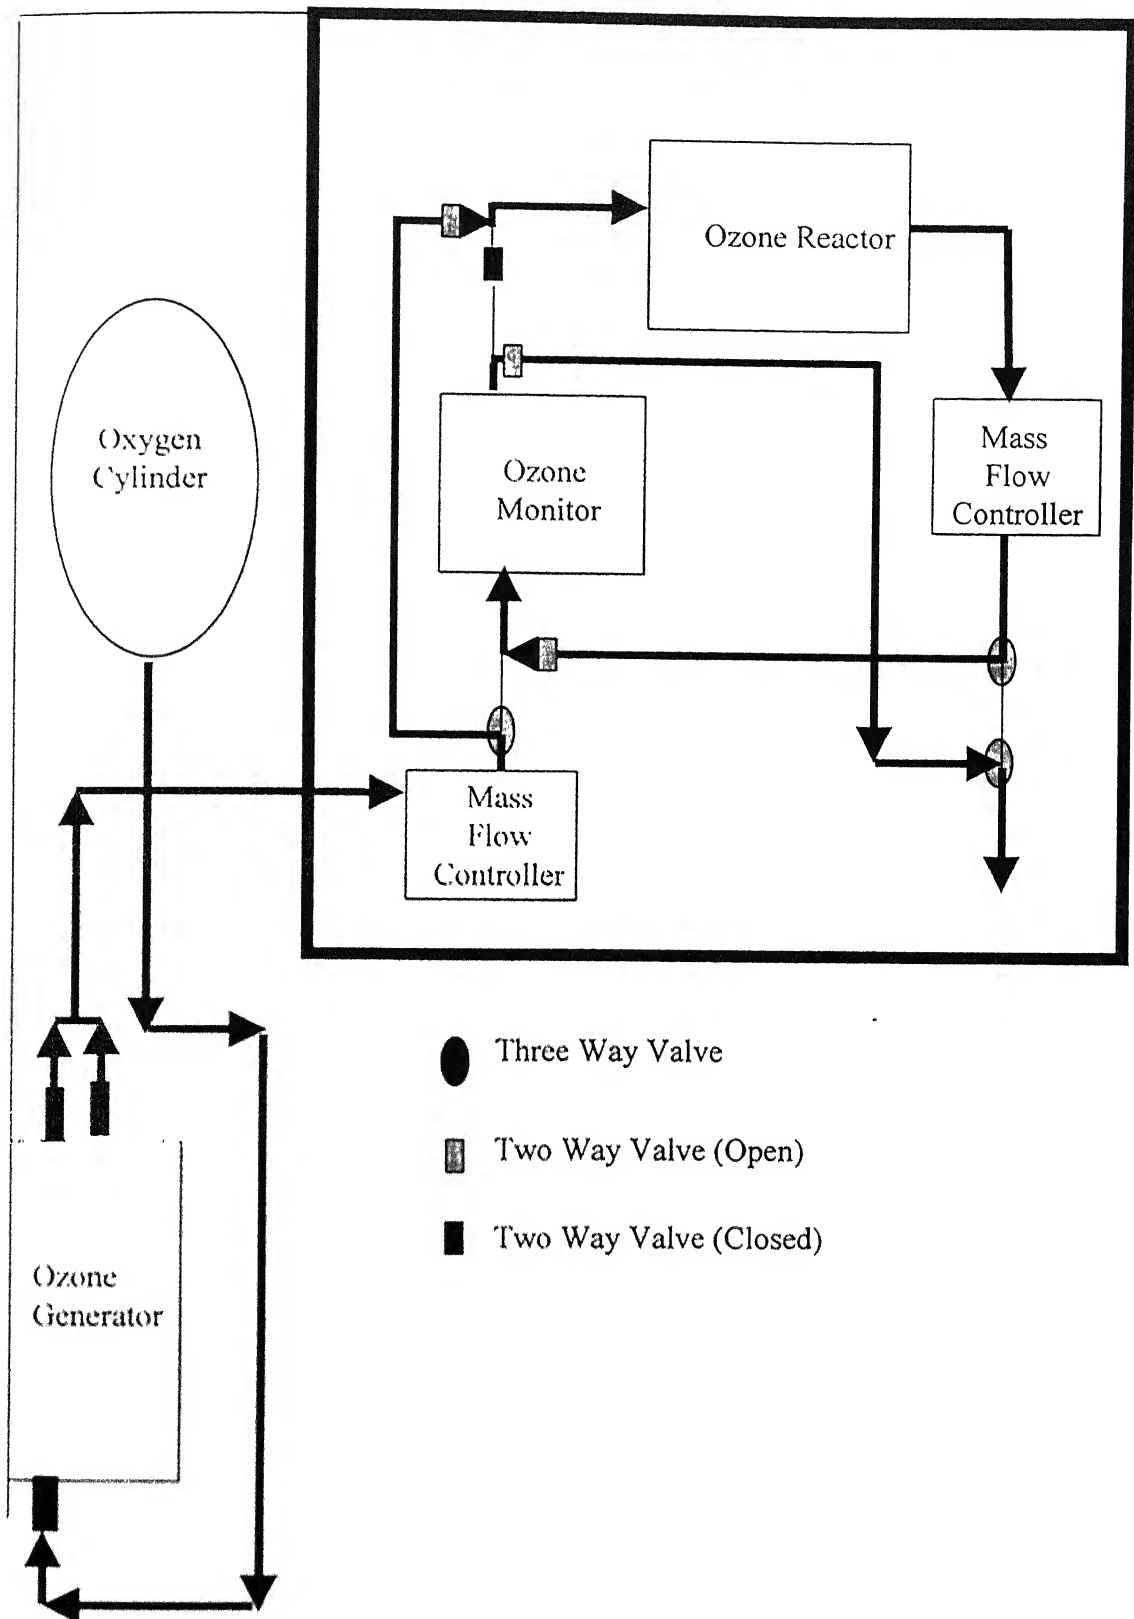 Ozone Reactor
Oxygen
Cylinder
Mass
Flow
Controller
Ozone
Monitor
Mass
Flow
Controller
Three Way Valve
Two Way Valve (Open)
Two Way Valve (Closed)
Ozone
Generator